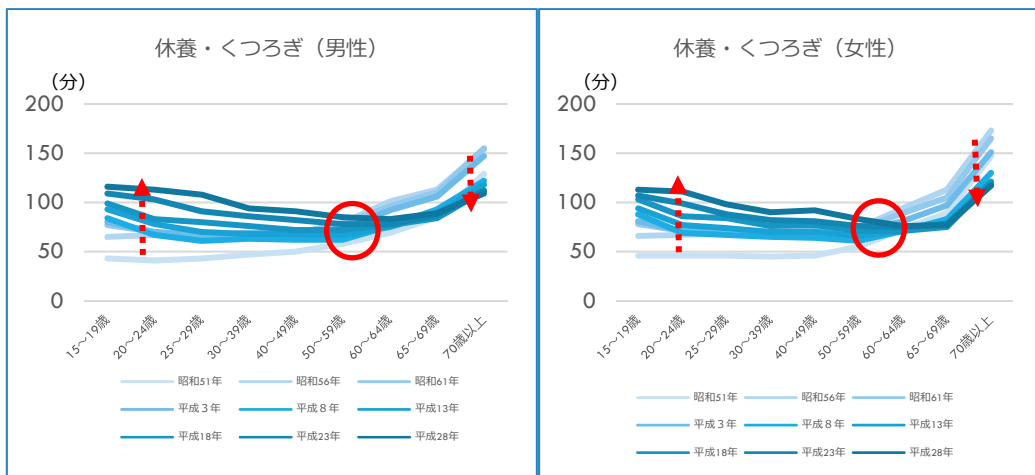 休養・くつろぎ（男性）
（分）
200
150
100
50
0
15～19歳
20～24歳
25～29歳
30～39歳
40～49歳
50～59歳
60～64歳
65～69歳
70歳以上
昭和51年 昭和56年 昭和61年
平成３年 平成８年 平成13年
平成18年 平成23年 平成28年
休養・くつろぎ（女性）
（分）
200
150
100
50
0
15～19歳
20～24歳
25～29歳
30～39歳
40～49歳
50～59歳
60～64歳
65～69歳
70歳以上
昭和51年 昭和56年 昭和61年
平成３年 平成８年 平成13年
平成18年 平成23年 平成28年